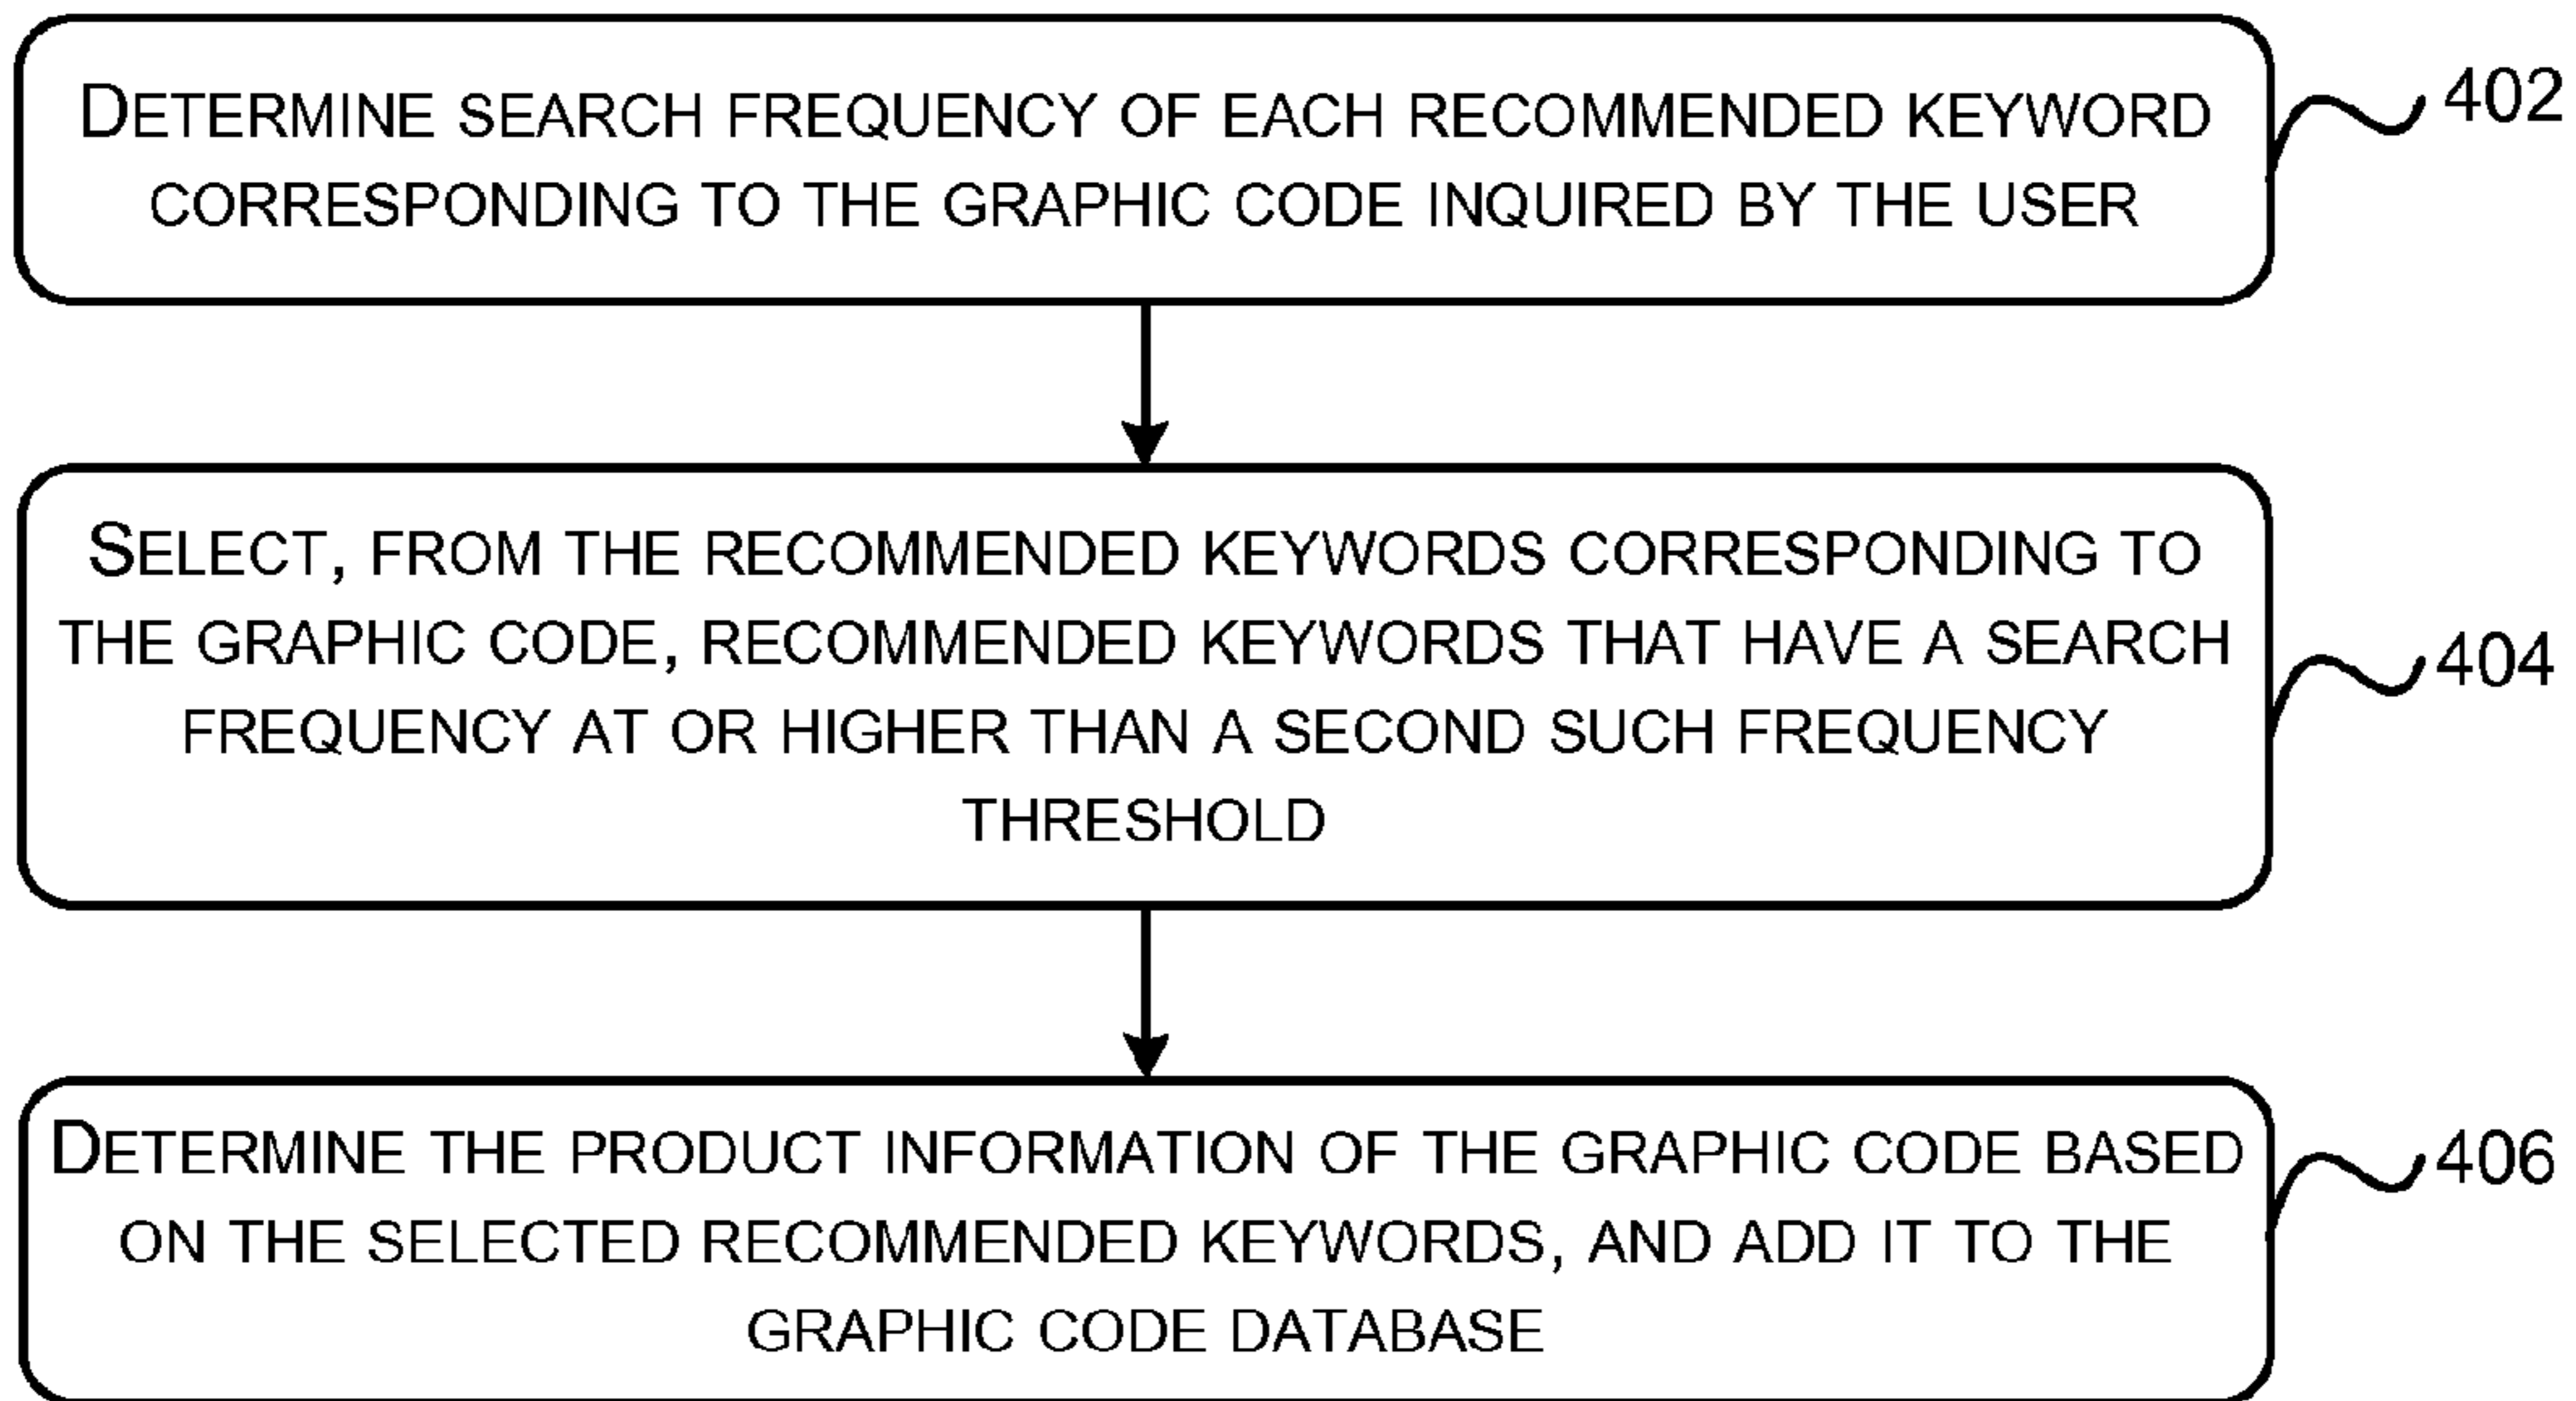 DETERMINE SEARCH FREQUENCY OF EACH RECOMMENDED KEYWORD
CORRESPONDING TO THE GRAPHIC CODE INQUIRED BY THE USER
402
SELECT, FROM THE RECOMMENDED KEYWORDS CORRESPONDING TO
THE GRAPHIC CODE, RECOMMENDED KEYWORDS THAT HAVE A SEARCH
FREQUENCY AT OR HIGHER THAN A SECOND SUCH FREQUENCY
THRESHOLD
404
DETERMINE THE PRODUCT INFORMATION OF THE GRAPHIC CODE BASED
ON THE SELECTED RECOMMENDED KEYWORDS, AND ADD IT TO THE
GRAPHIC CODE DATABASE
406